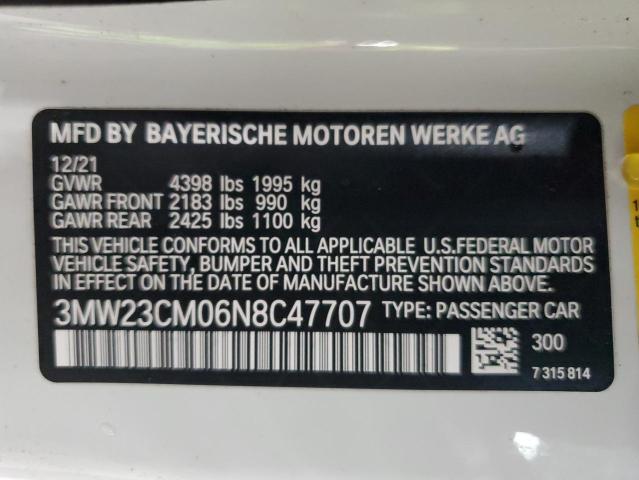 MFD BY BAYERISCHE MOTOREN WERKE AG
12/21
GVWR 4398 lbs 1995 kg
GAWR FRONT 2183 lbs 990 kg
GAWR REAR 2425 lbs 1100 kg
THIS VEHICLE CONFORMS TO ALL APPLICABLE U.S.FEDERAL MOTOR
VEHICLE SAFETY, BUMPER AND THEFT PREVENTION STANDARDS
IN EFFECT ON THE DATE OF MANUFACTURE SHOWN ABOVE.
3MW23CM06N8C47707 TYPE: PASSENGER CAR
300
7 315 814